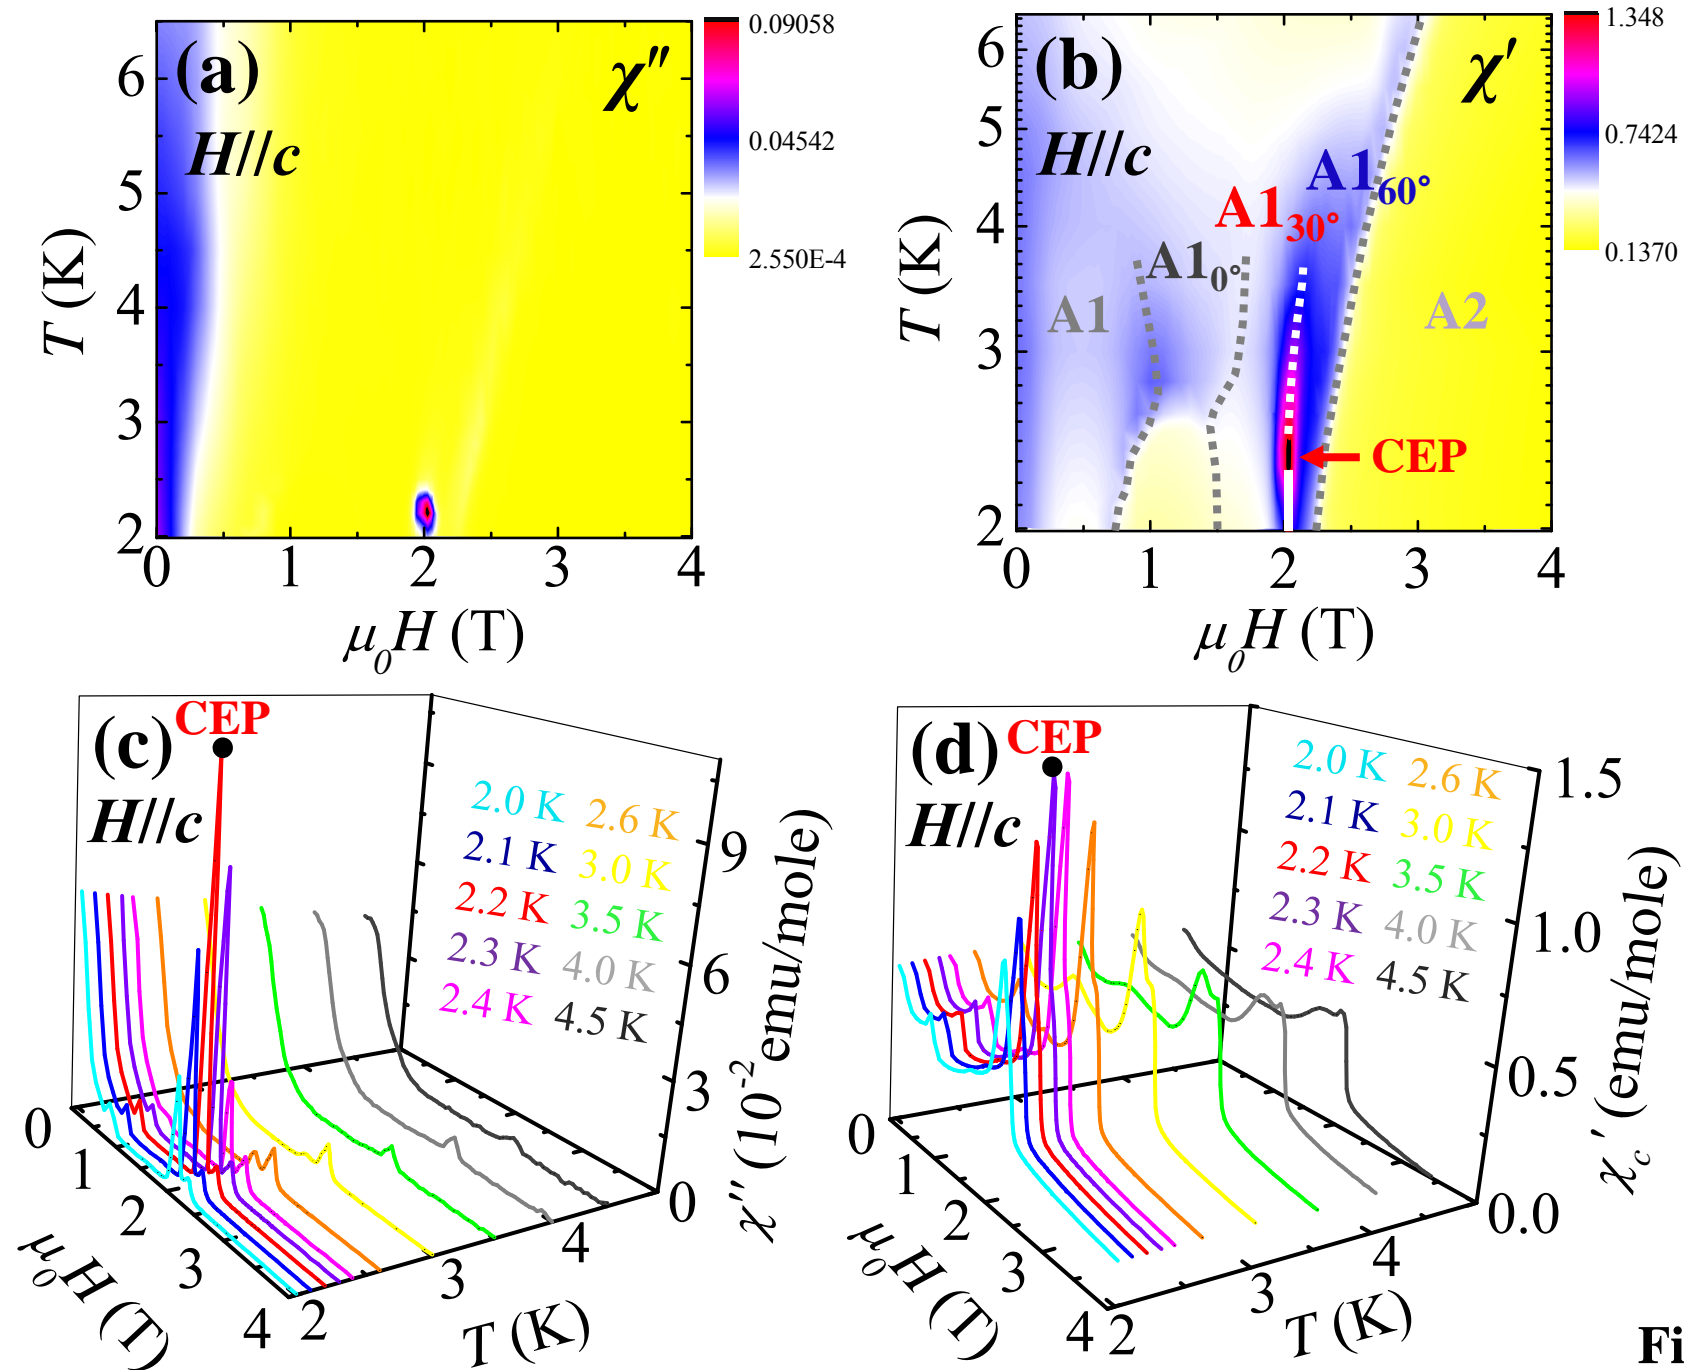 (a)
χ″
H//c
0.09058
0.04542
2.550E-4
6
5
4
3
2
T (K)
0 1 2 3 4
μ0H (T)
(b)
χ′
H//c
1.348
0.7424
0.1370
A1
A10°
A130°
A160°
A2
CEP
6
5
4
3
2
T (K)
0 1 2 3 4
μ0H (T)
(c)
CEP
H//c
2.0 K 2.6 K
2.1 K 3.0 K
2.2 K 3.5 K
2.3 K 4.0 K
2.4 K 4.5 K
9
6
3
0
χ″ (10-2 emu/mole)
0
1
2
3
4
μ0H (T)
2
3
4
T (K)
(d)
CEP
H//c
2.0 K 2.6 K
2.1 K 3.0 K
2.2 K 3.5 K
2.3 K 4.0 K
2.4 K 4.5 K
1.5
1.0
0.5
0.0
χc′ (emu/mole)
0
1
2
3
4
μ0H (T)
2
3
4
T (K)
Fi